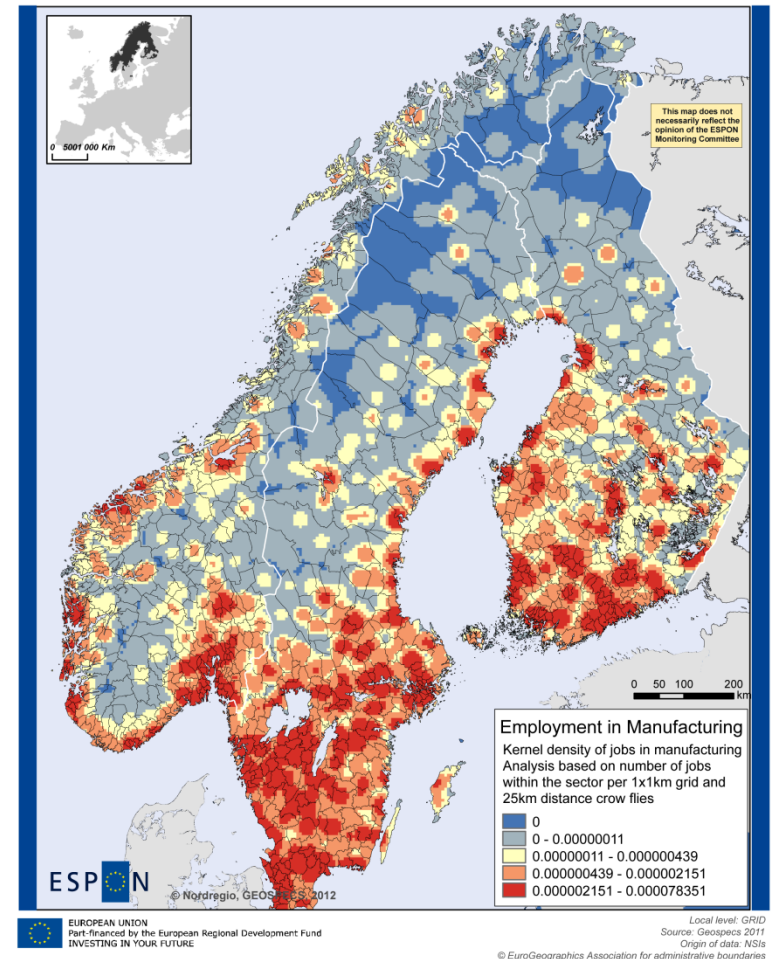 0 5001 000 Km
This map does not
necessarily reflect the
opinion of the ESPON
Monitoring Committee
0 50 100 200
km
Employment in Manufacturing
Kernel density of jobs in manufacturing
Analysis based on number of jobs
within the sector per 1x1km grid and
25km distance crow flies
0
0 - 0.00000011
0.00000011 - 0.000000439
0.000000439 - 0.000002151
0.000002151 - 0.000078351
ESPON
© Nordregio, GEOSPECS, 2012
EUROPEAN UNION
Part-financed by the European Regional Development Fund
INVESTING IN YOUR FUTURE
Local level: GRID
Source: Geospecs 2011
Origin of data: NSIs
© EuroGeographics Association for administrative boundaries